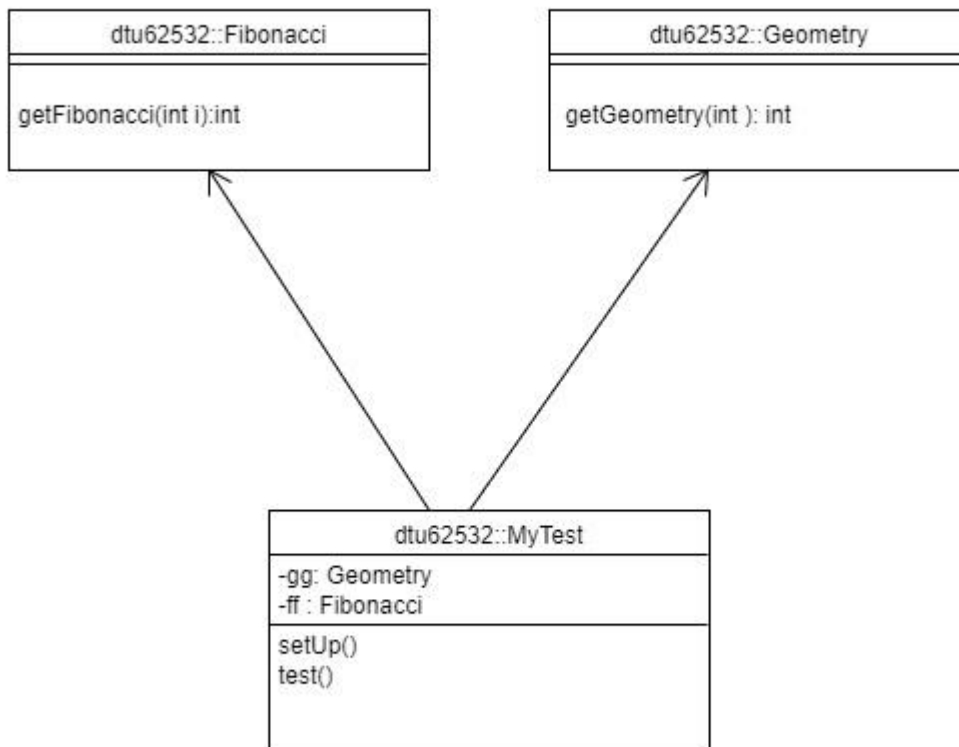 dtu62532::Fibonacci
getFibonacci(int i):int
dtu62532::Geometry
getGeometry(int ): int
dtu62532::MyTest
-gg: Geometry
-ff : Fibonacci
setUp()
test()